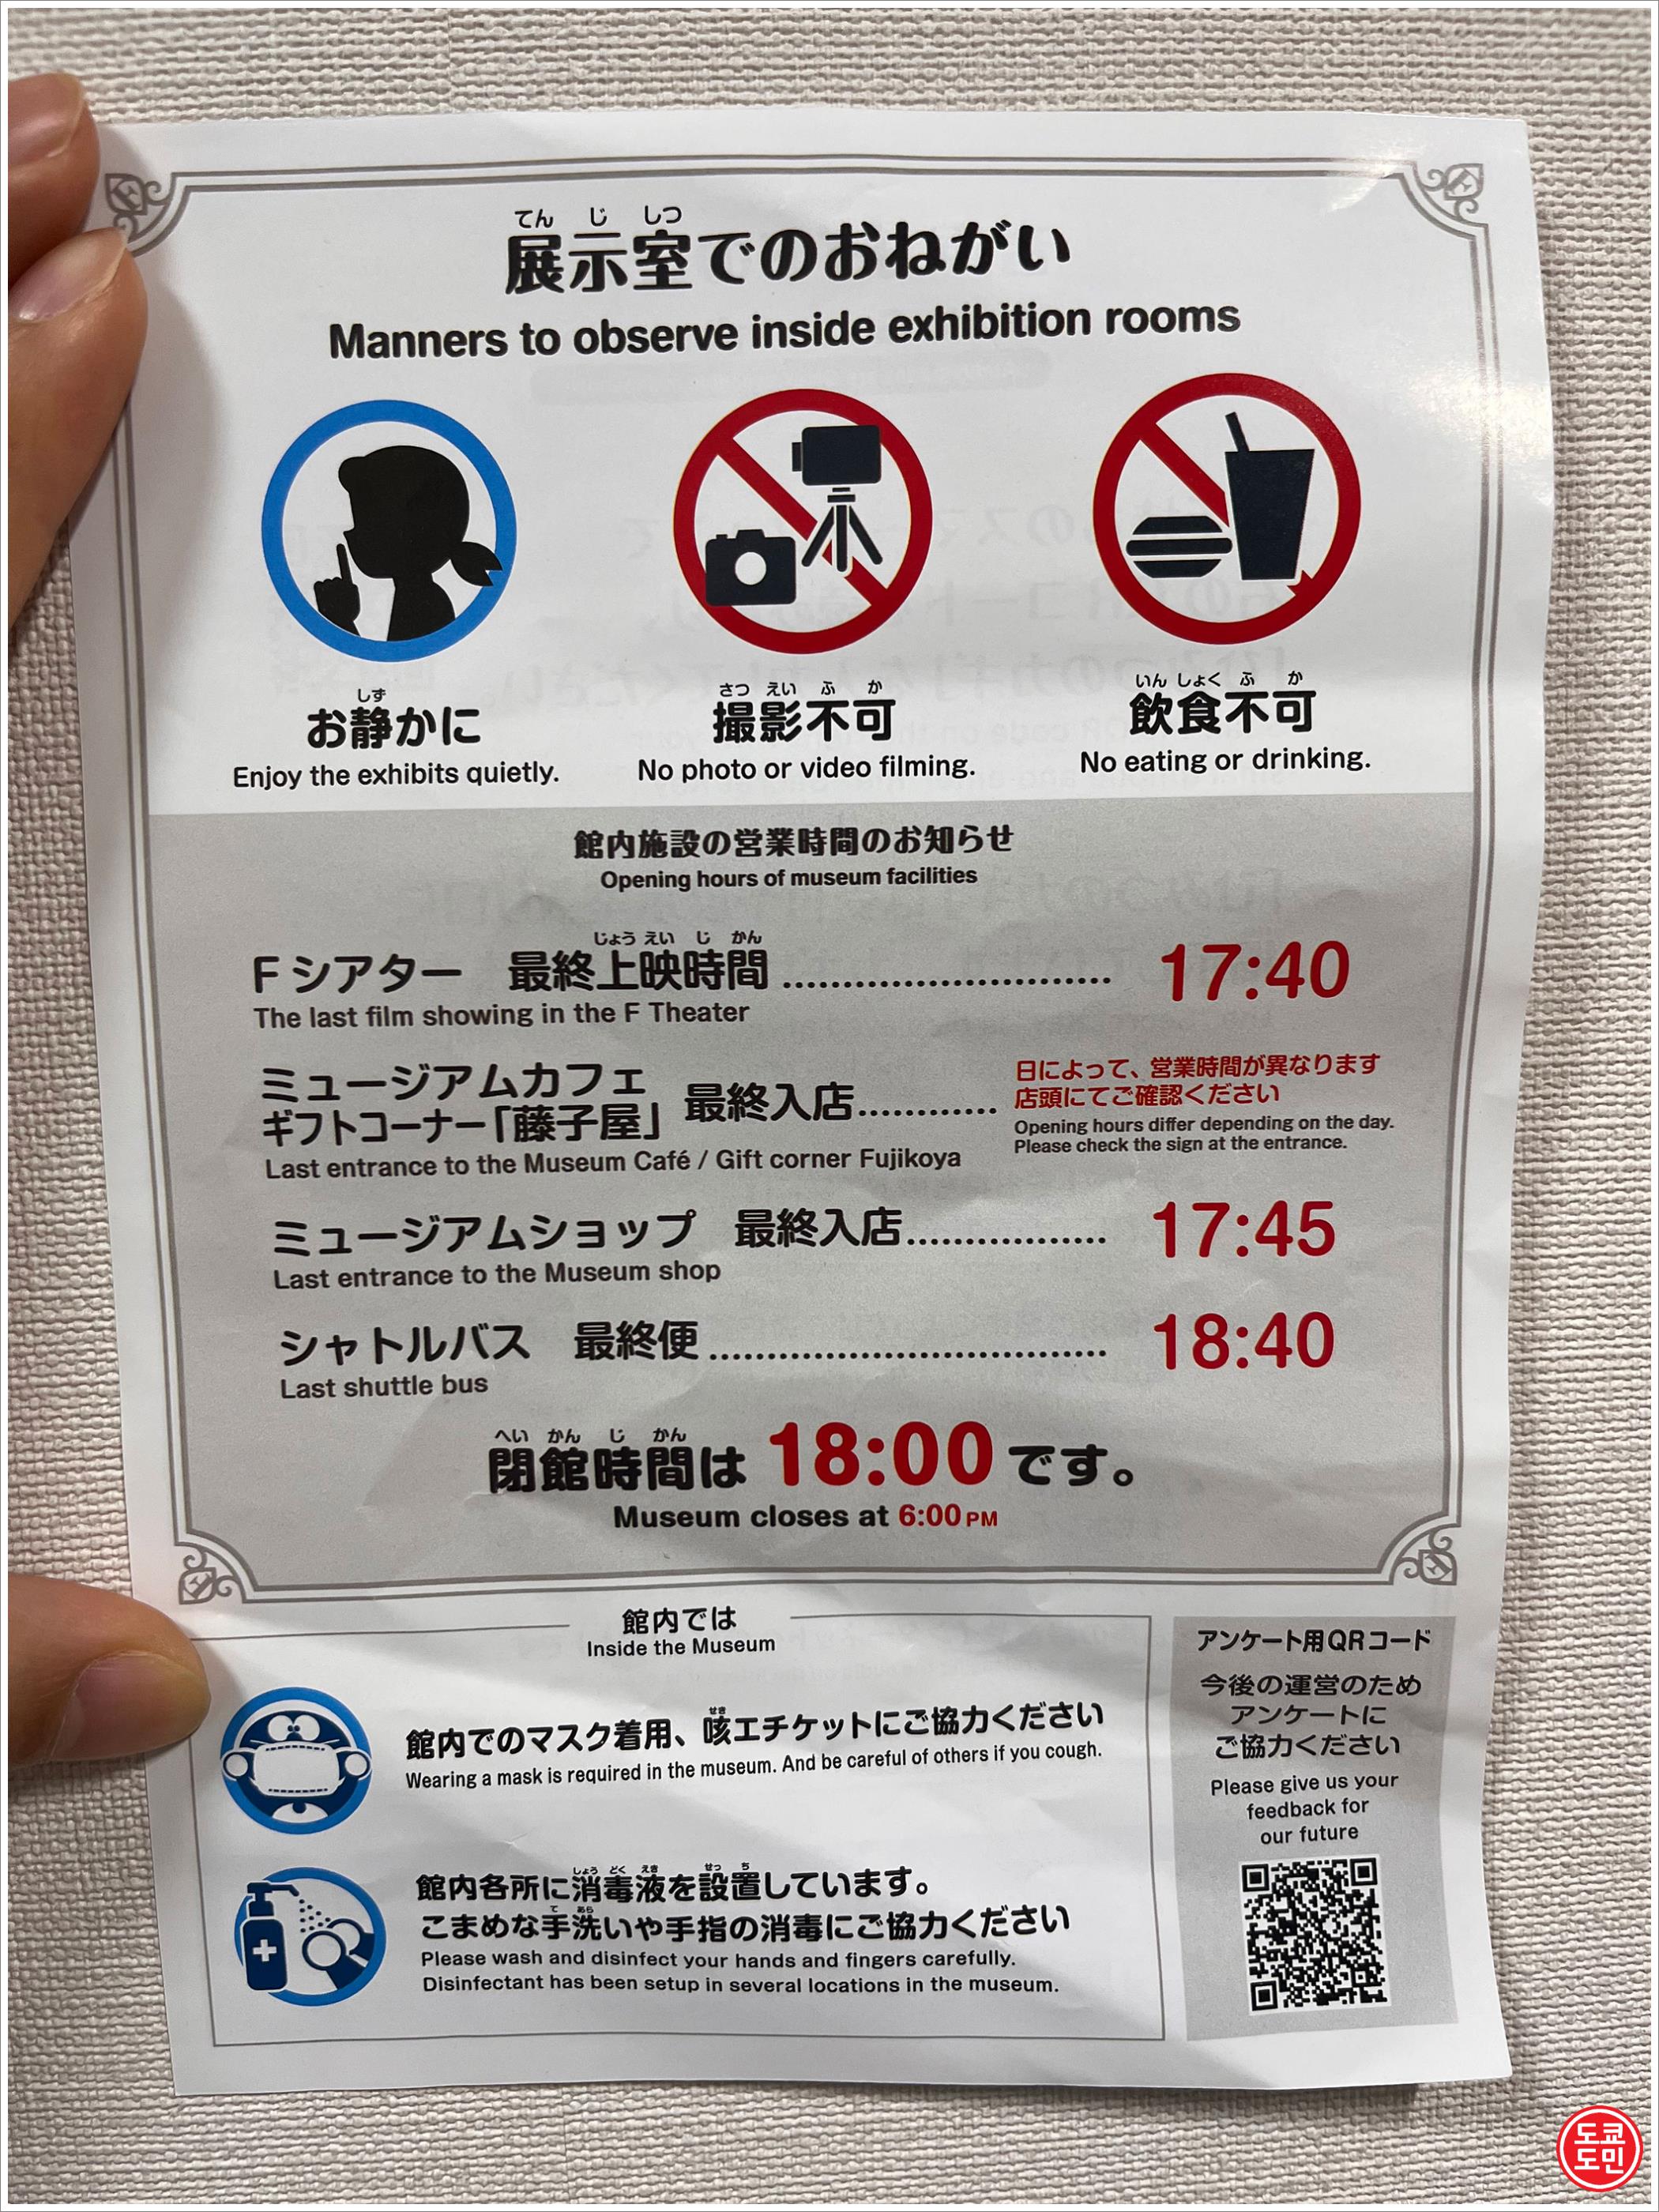 てん じ しつ
展示室でのおねがい
Manners to observe inside exhibition rooms
しず
お静かに
Enjoy the exhibits quietly.
さつ えい ふ か
撮影不可
No photo or video filming.
いん しょく ふ か
飲食不可
No eating or drinking.
館内施設の営業時間のお知らせ
Opening hours of museum facilities
じょう えい じ かん
Fシアター 最終上映時間 ............................ 17:40
The last film showing in the F Theater
ミュージアムカフェ
ギフトコーナー「藤子屋」 最終入店............
日によって、営業時間が異なります
店頭にてご確認ください
Opening hours differ depending on the day.
Please check the sign at the entrance.
Last entrance to the Museum Café / Gift corner Fujikoya
ミュージアムショップ 最終入店................. 17:45
Last entrance to the Museum shop
シャトルバス 最終便.................................. 18:40
Last shuttle bus
へい かん じ かん
閉館時間は 18:00 です。
Museum closes at 6:00 PM
館内では
Inside the Museum
せき
館内でのマスク着用、咳エチケットにご協力ください
Wearing a mask is required in the museum. And be careful of others if you cough.
しょう どく えき せっ ち
館内各所に消毒液を設置しています。
て あら
こまめな手洗いや手指の消毒にご協力ください
Please wash and disinfect your hands and fingers carefully.
Disinfectant has been setup in several locations in the museum.
アンケート用QRコード
今後の運営のため
アンケートに
ご協力ください
Please give us your
feedback for
our future
도쿄
도민